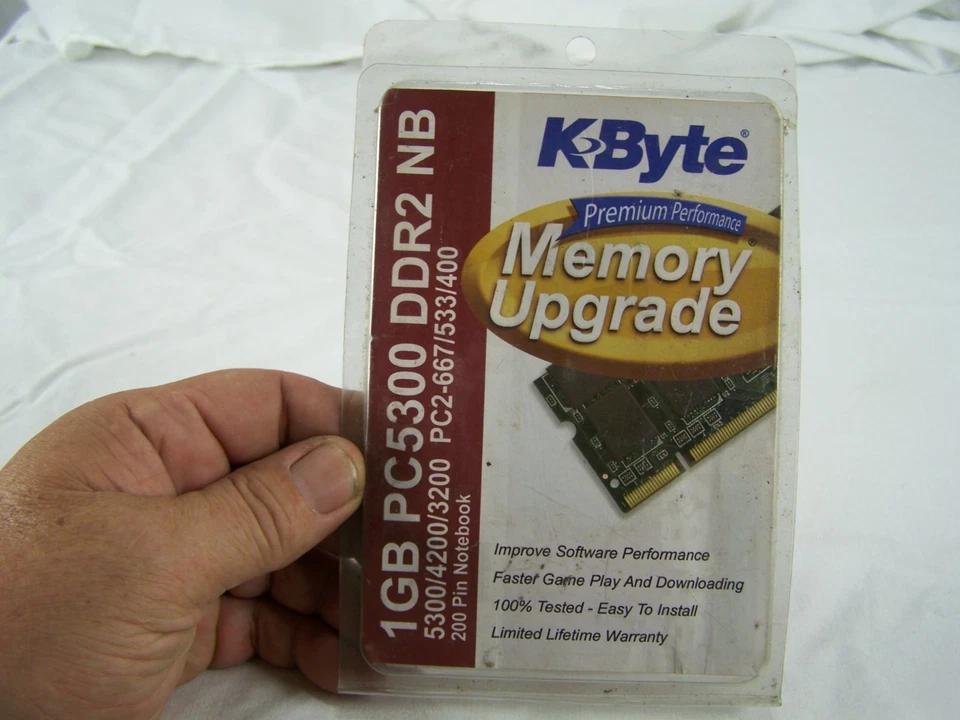 1GB PC5300 DDR2 NB
5300/4200/3200 PC2-667/533/400
200 Pin Notebook
KByte®
Premium Performance
Memory®
Upgrade
Improve Software Performance
Faster Game Play And Downloading
100% Tested - Easy To Install
Limited Lifetime Warranty